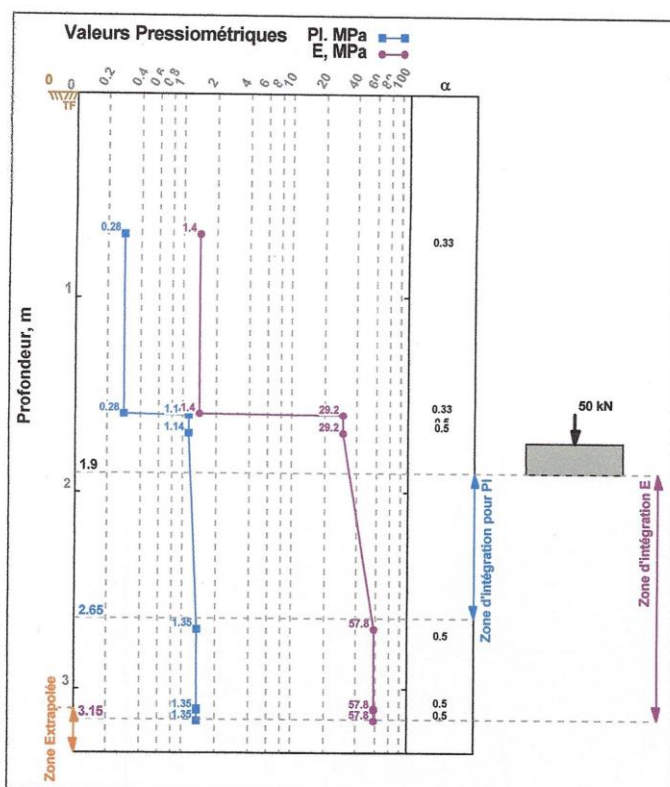 Valeurs Pressiométriques Pl. MPa
E, MPa
0 0 0.2 0.4 0.6 0.8 1 2 4 6 8 10 20 40 60 80 100 α
TF
0.28 1.4
0.33
1
0.28 1.14 1.4 29.2 0.33
1.14 29.2 0.5
50 kN
1.9
2
2.65
1.35 57.8
0.5
3
1.35 57.8 0.5
3.15 1.35 57.8 0,5
Profondeur, m
Zone Extrapolée
Zone d'intégration pour Pl
Zone d'intégration E